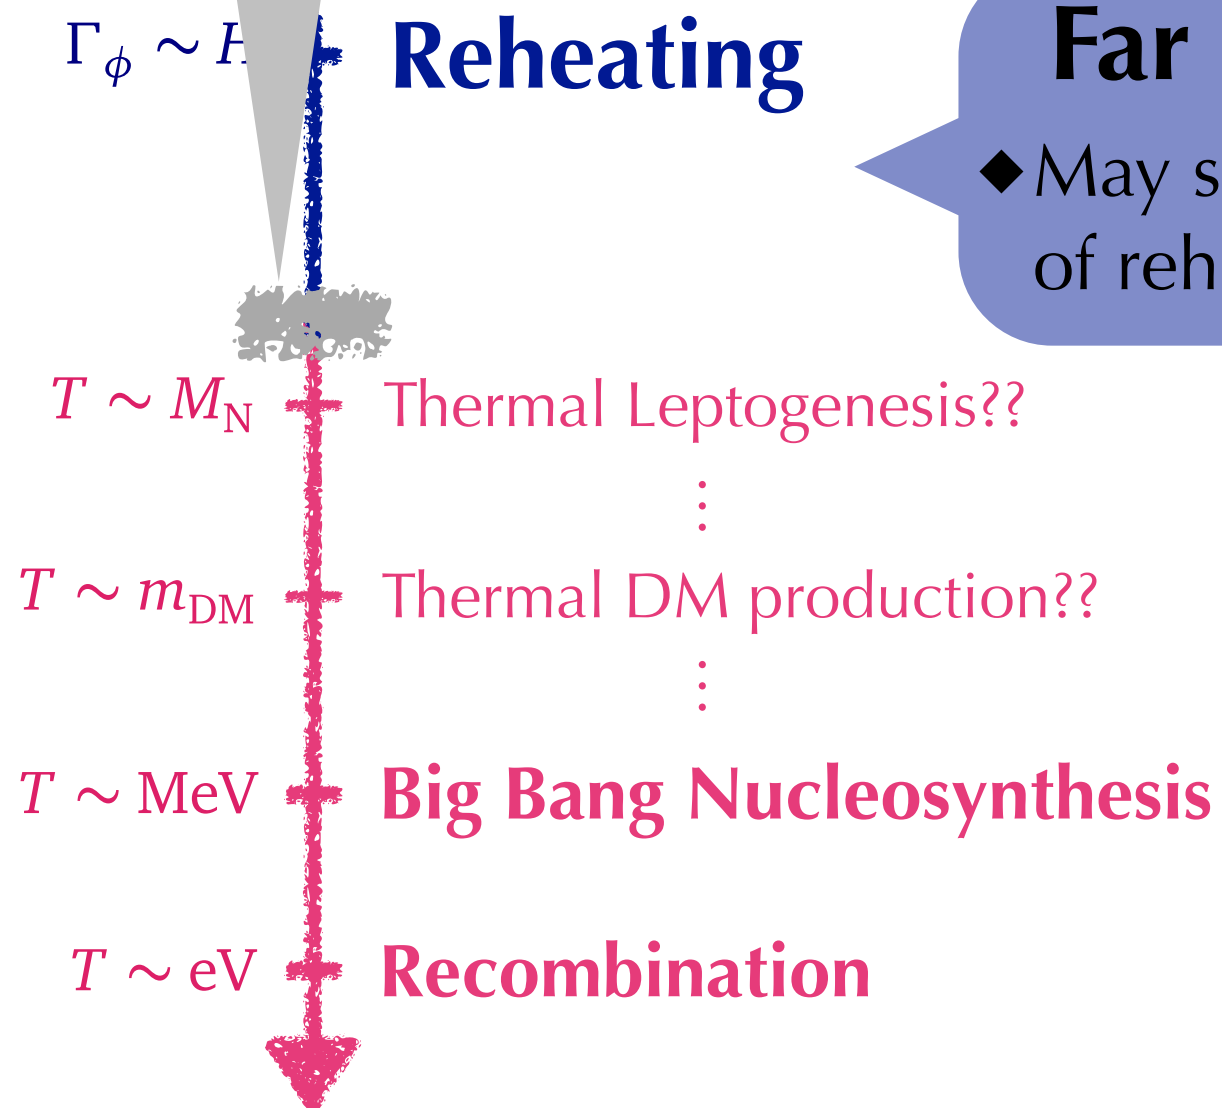 Γ_ϕ ∼ H
Reheating
Far
◆May s
of reh
T ∼ M_N
Thermal Leptogenesis??
⋮
T ∼ m_DM
Thermal DM production??
⋮
T ∼ MeV
Big Bang Nucleosynthesis
T ∼ eV
Recombination